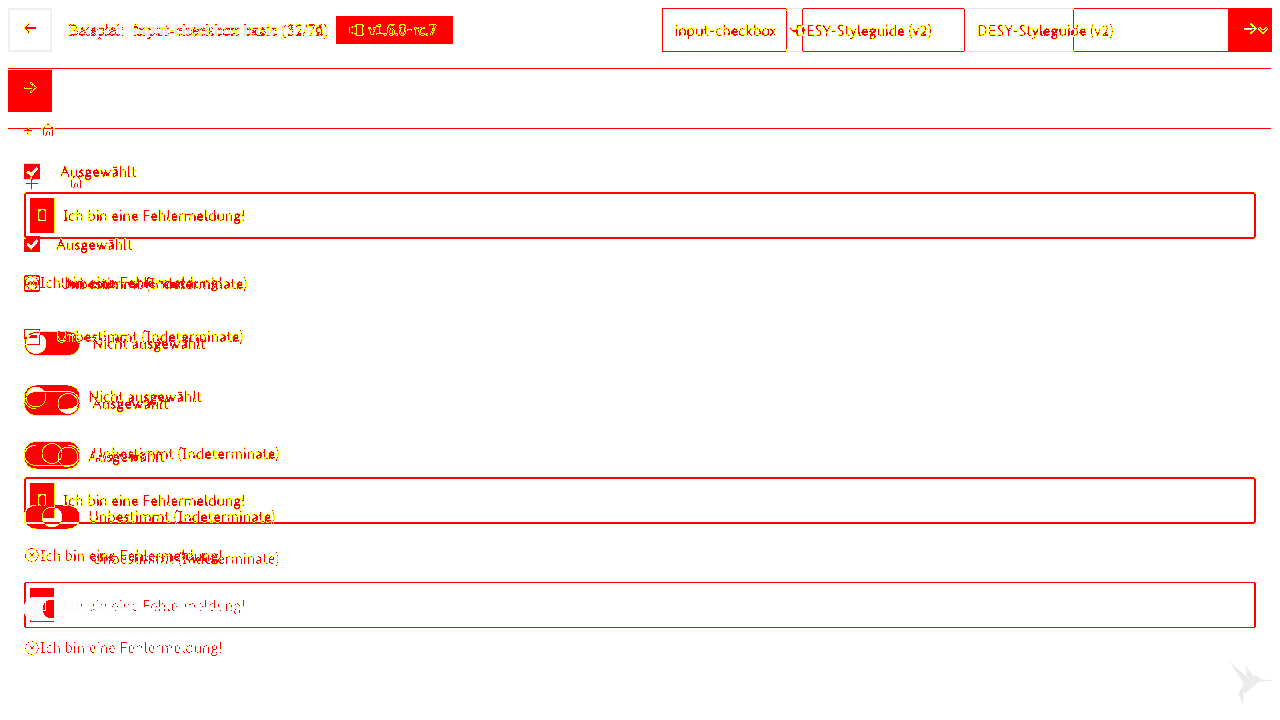 Beispiel: input-checkbox basic v1.6.0-rc.7 input-checkbox DESY-Styleguide (v2) DESY-Styleguide (v2)
Ausgewählt
Ich bin eine Fehlermeldung!
Ausgewählt
Ich bin eine Fehlermeldung!
Unbestimmt (Indeterminate)
Unbestimmt (Indeterminate)
Nicht ausgewählt
Nicht ausgewählt
Ausgewählt
Unbestimmt (Indeterminate)
Ausgewählt
Ich bin eine Fehlermeldung!
Unbestimmt (Indeterminate)
Ich bin eine Fehlermeldung!
Unbestimmt (Indeterminate)
Ich bin eine Fehlermeldung!
Ich bin eine Fehlermeldung!